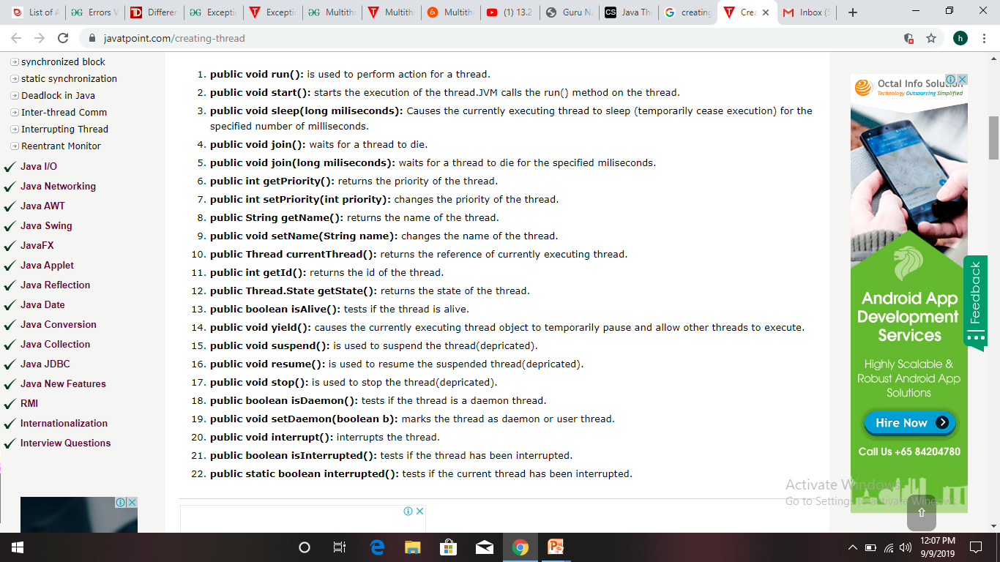 List of A
Errors V
Differen
Exceptic
Exceptic
Multithr
Multithr
Multithr
(1) 13.2
Guru N
Java Thr
creating
Crea
Inbox (5
javatpoint.com/creating-thread
h
synchronized block
static synchronization
Deadlock in Java
Inter-thread Comm
Interrupting Thread
Reentrant Monitor
Java I/O
Java Networking
Java AWT
Java Swing
JavaFX
Java Applet
Java Reflection
Java Date
Java Conversion
Java Collection
Java JDBC
Java New Features
RMI
Internationalization
Interview Questions
1. public void run(): is used to perform action for a thread.
2. public void start(): starts the execution of the thread.JVM calls the run() method on the thread.
3. public void sleep(long miliseconds): Causes the currently executing thread to sleep (temporarily cease execution) for the
specified number of milliseconds.
4. public void join(): waits for a thread to die.
5. public void join(long miliseconds): waits for a thread to die for the specified miliseconds.
6. public int getPriority(): returns the priority of the thread.
7. public int setPriority(int priority): changes the priority of the thread.
8. public String getName(): returns the name of the thread.
9. public void setName(String name): changes the name of the thread.
10. public Thread currentThread(): returns the reference of currently executing thread.
11. public int getId(): returns the id of the thread.
12. public Thread.State getState(): returns the state of the thread.
13. public boolean isAlive(): tests if the thread is alive.
14. public void yield(): causes the currently executing thread object to temporarily pause and allow other threads to execute.
15. public void suspend(): is used to suspend the thread(depricated).
16. public void resume(): is used to resume the suspended thread(depricated).
17. public void stop(): is used to stop the thread(depricated).
18. public boolean isDaemon(): tests if the thread is a daemon thread.
19. public void setDaemon(boolean b): marks the thread as daemon or user thread.
20. public void interrupt(): interrupts the thread.
21. public boolean isInterrupted(): tests if the thread has been interrupted.
22. public static boolean interrupted(): tests if the current thread has been interrupted.
Octal Info Solution
Technology Outsourcing Simplified
Android App
Development
Services
Highly Scalable &
Robust Android App
Solutions
Hire Now
Call Us +65 84204780
Feedback
Activate Windows
Go to Settings to activate Windows.
12:07 PM
9/9/2019